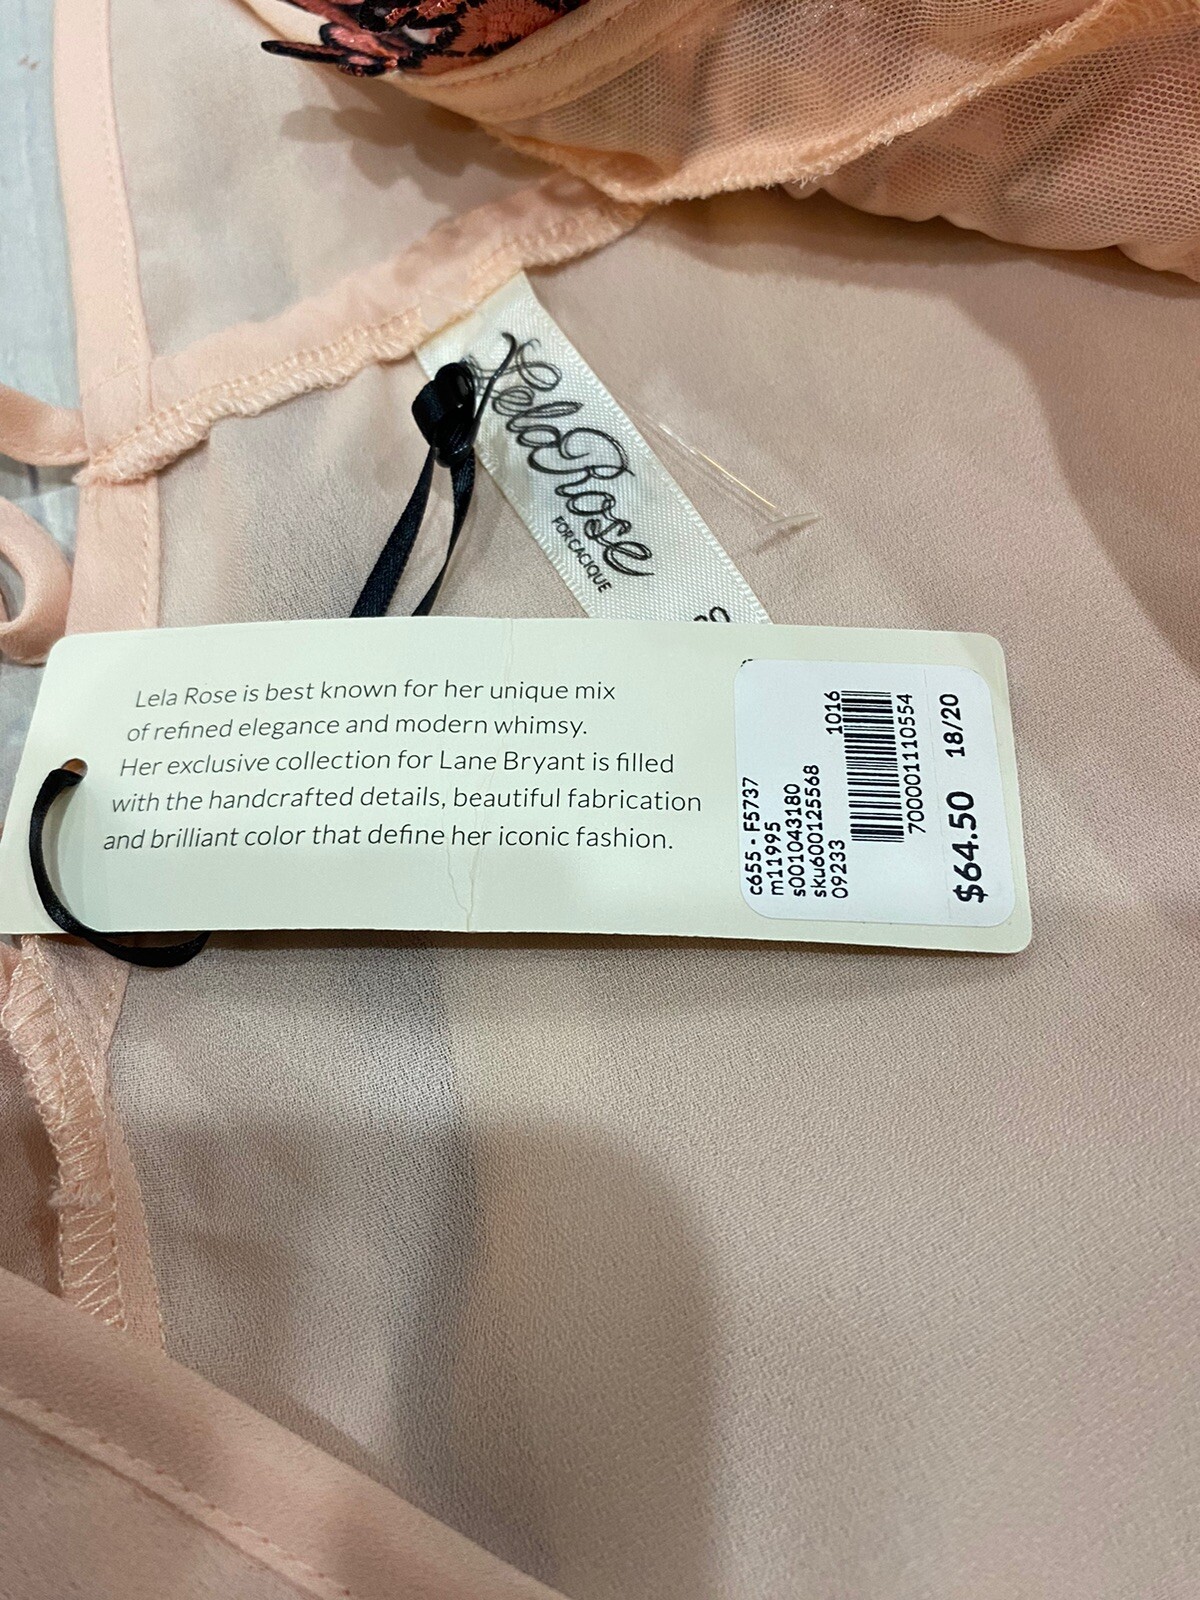 Lela Rose
FOR CACIQUE
Lela Rose is best known for her unique mix
of refined elegance and modern whimsy.
Her exclusive collection for Lane Bryant is filled
with the handcrafted details, beautiful fabrication
and brilliant color that define her iconic fashion.
c655 - F5737
m11995
s001043180
sku600125568
09233 1016
700001110554
$64.50 18/20